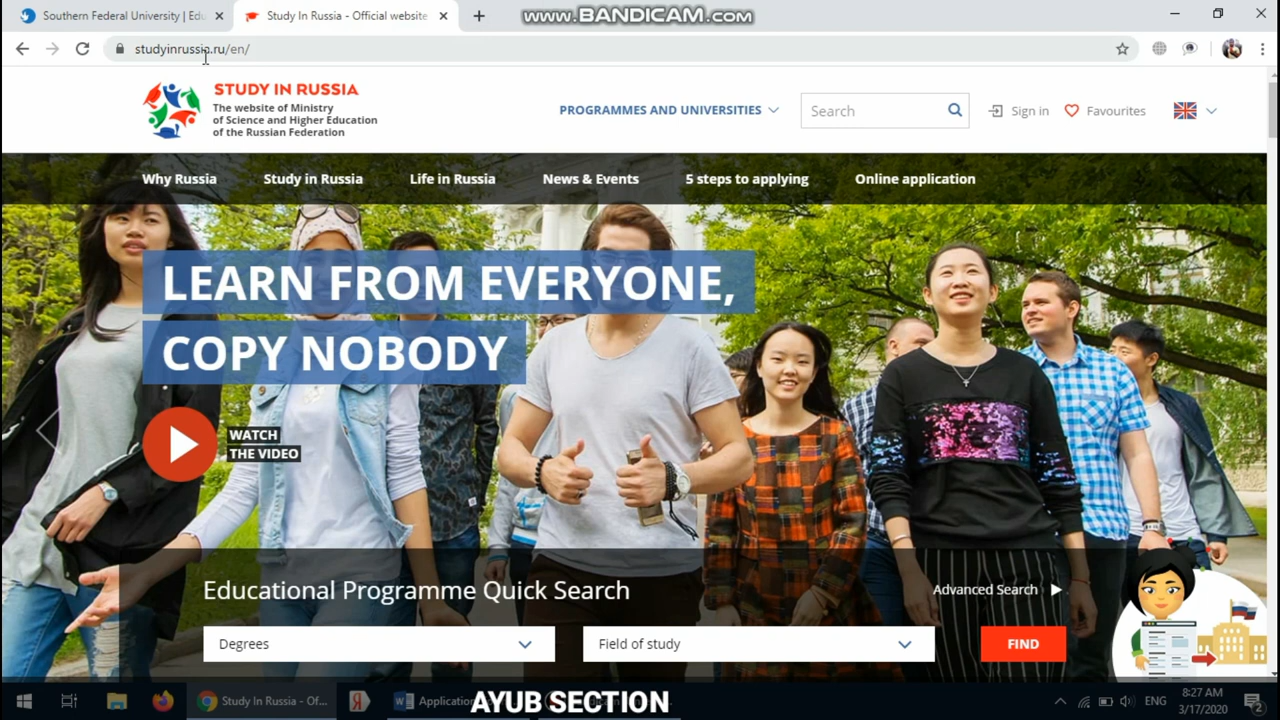 Southern Federal University | Edu
Study In Russia - Official website
www.BANDICAM.com
studyinrussia.ru/en/
STUDY IN RUSSIA
The website of Ministry
of Science and Higher Education
of the Russian Federation
PROGRAMMES AND UNIVERSITIES
Search
Sign in
Favourites
Why Russia
Study in Russia
Life in Russia
News & Events
5 steps to applying
Online application
LEARN FROM EVERYONE,
COPY NOBODY
WATCH
THE VIDEO
Educational Programme Quick Search
Advanced Search
Degrees
Field of study
FIND
Study In Russia - Of...
Я
Application
AYUB SECTION
ENG
8:27 AM
3/17/2020
2